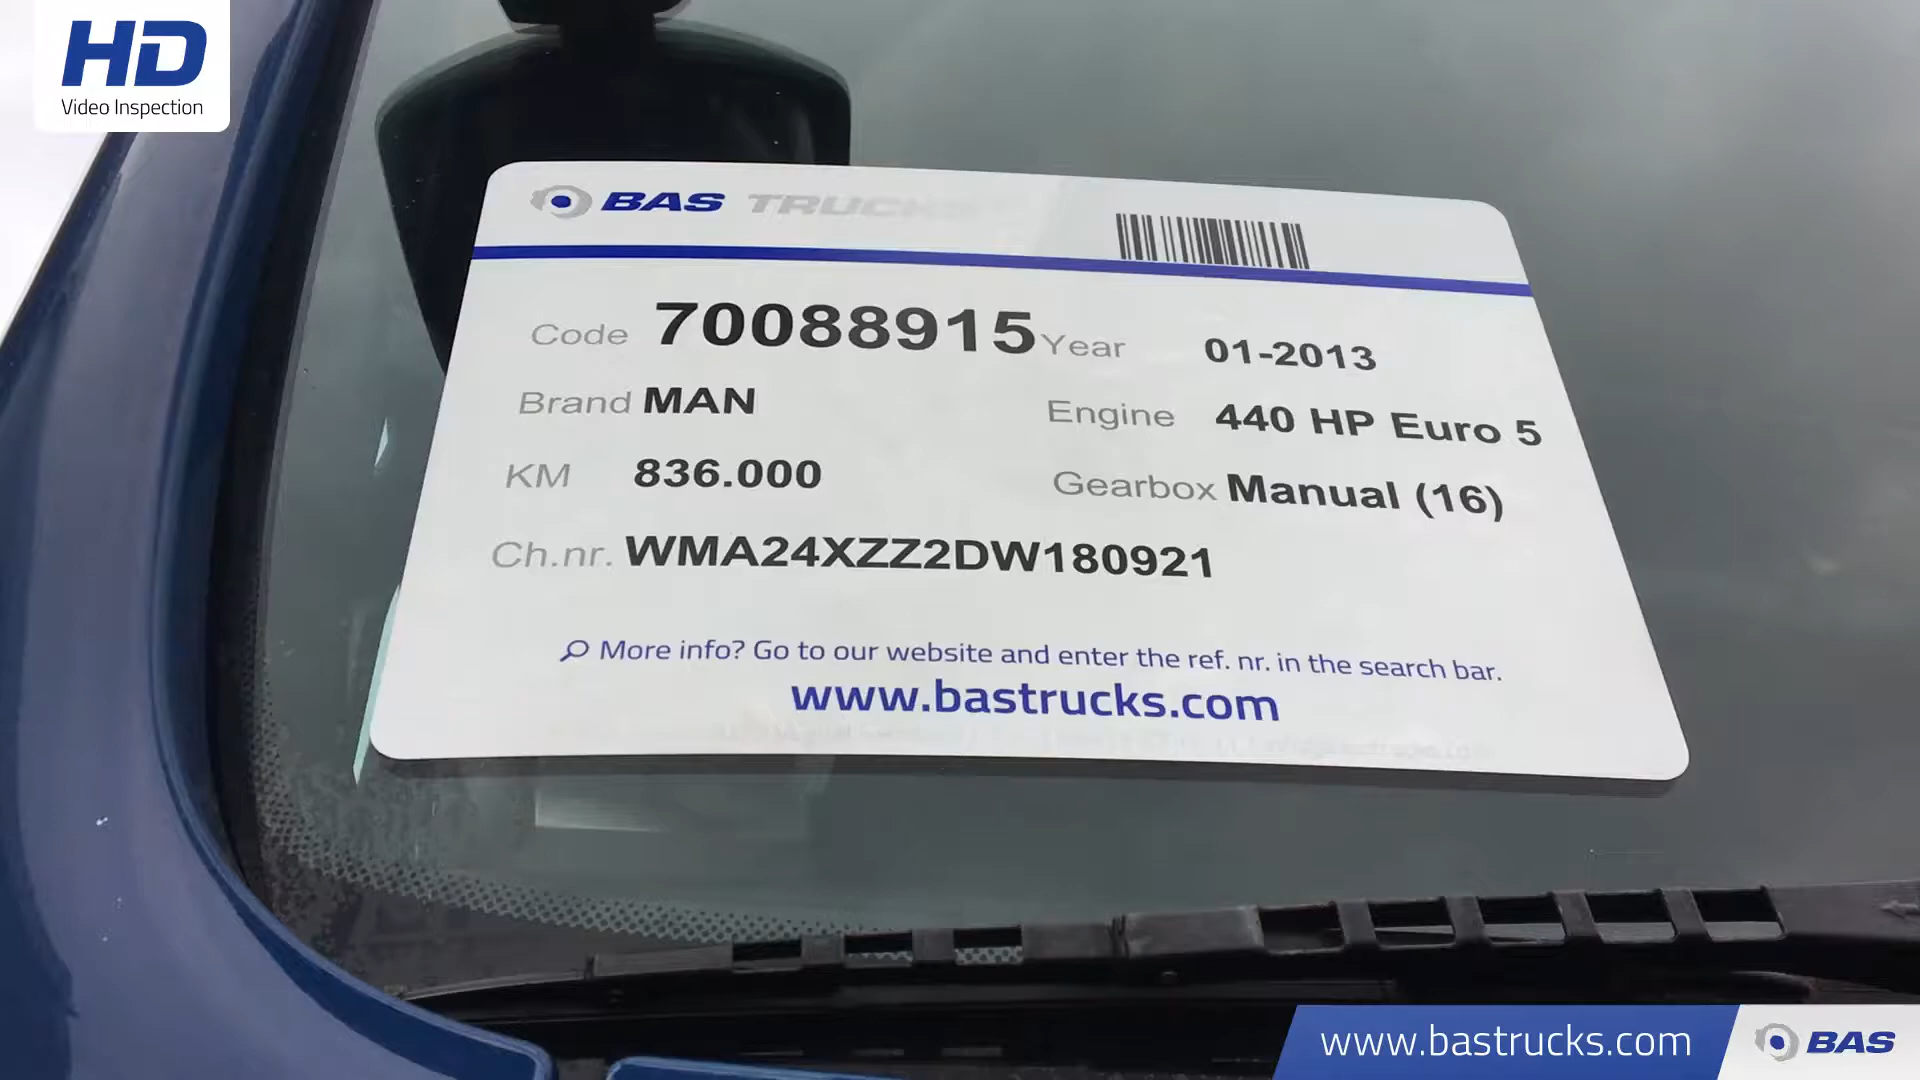 HD
Video Inspection
BAS TRUCKS
Code 70088915 Year 01-2013
Brand MAN Engine 440 HP Euro 5
KM 836.000 Gearbox Manual (16)
Ch.nr. WMA24XZZ2DW180921
More info? Go to our website and enter the ref. nr. in the search bar.
www.bastrucks.com
www.bastrucks.com BAS